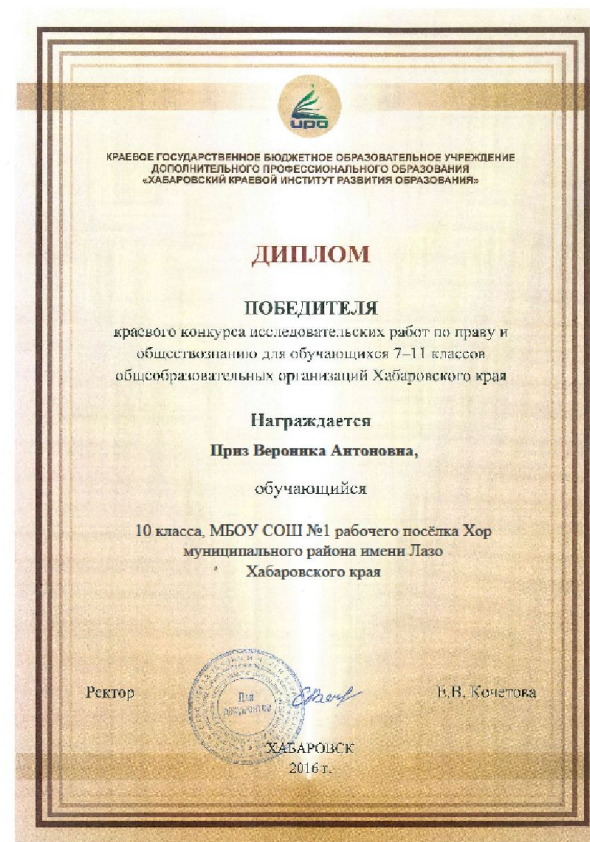 ИРО
КРАЕВОЕ ГОСУДАРСТВЕННОЕ БЮДЖЕТНОЕ ОБРАЗОВАТЕЛЬНОЕ УЧРЕЖДЕНИЕ
ДОПОЛНИТЕЛЬНОГО ПРОФЕССИОНАЛЬНОГО ОБРАЗОВАНИЯ
«ХАБАРОВСКИЙ КРАЕВОЙ ИНСТИТУТ РАЗВИТИЯ ОБРАЗОВАНИЯ»
ДИПЛОМ
ПОБЕДИТЕЛЯ
краевого конкурса исследовательских работ по праву и
обществознанию для обучающихся 7–11 классов
общеобразовательных организаций Хабаровского края
Награждается
Приз Вероника Антоновна,
обучающийся
10 класса, МБОУ СОШ №1 рабочего посёлка Хор
муниципального района имени Лазо
Хабаровского края
Ректор
Для
документов
Е.В. Кочетова
ХАБАРОВСК
2016 г.